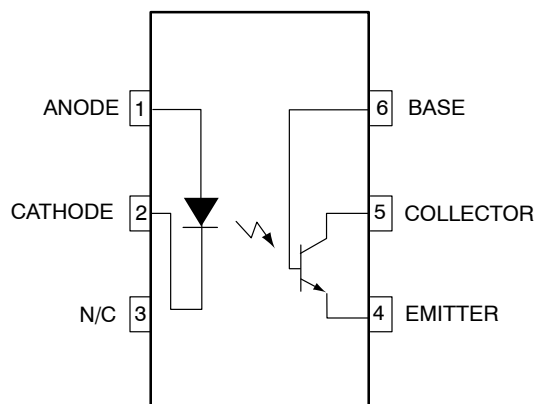 ANODE 1
6 BASE
CATHODE 2
5 COLLECTOR
N/C 3
4 EMITTER